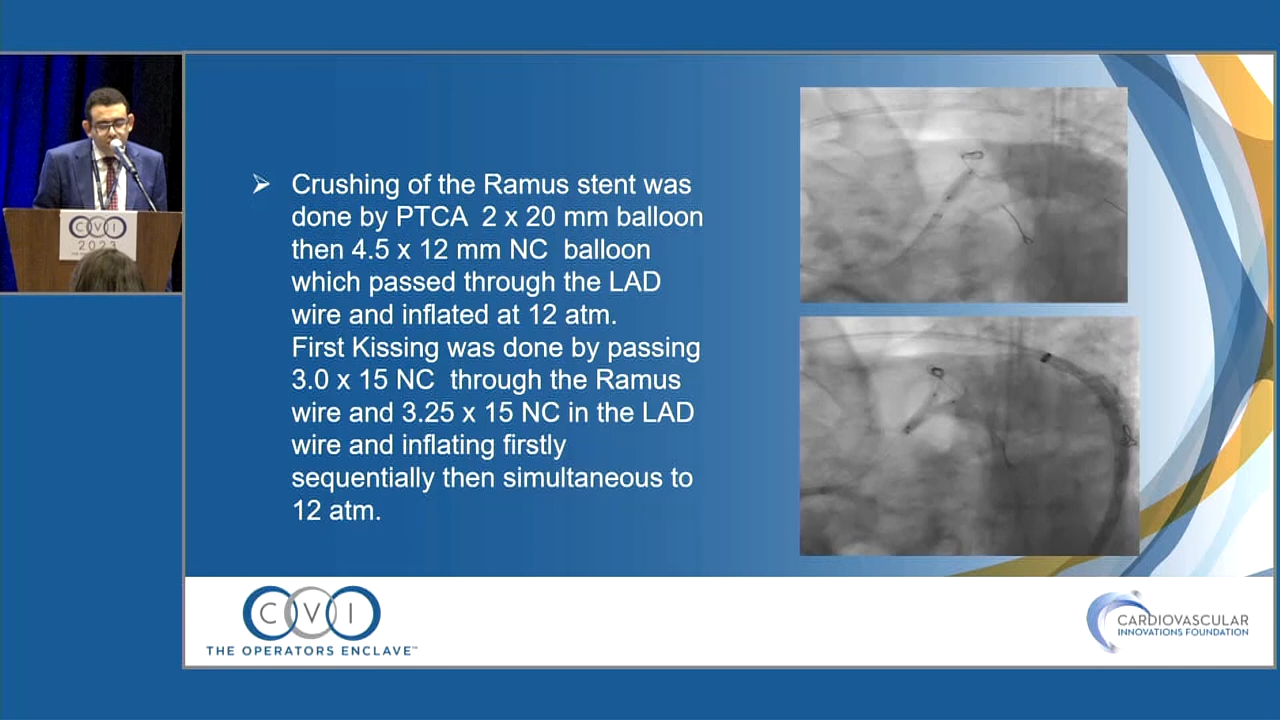 CVI
2023
➢ Crushing of the Ramus stent was
done by PTCA 2 x 20 mm balloon
then 4.5 x 12 mm NC balloon
which passed through the LAD
wire and inflated at 12 atm.
First Kissing was done by passing
3.0 x 15 NC through the Ramus
wire and 3.25 x 15 NC in the LAD
wire and inflating firstly
sequentially then simultaneous to
12 atm.
CVI
THE OPERATORS ENCLAVE™
CARDIOVASCULAR
INNOVATIONS FOUNDATION